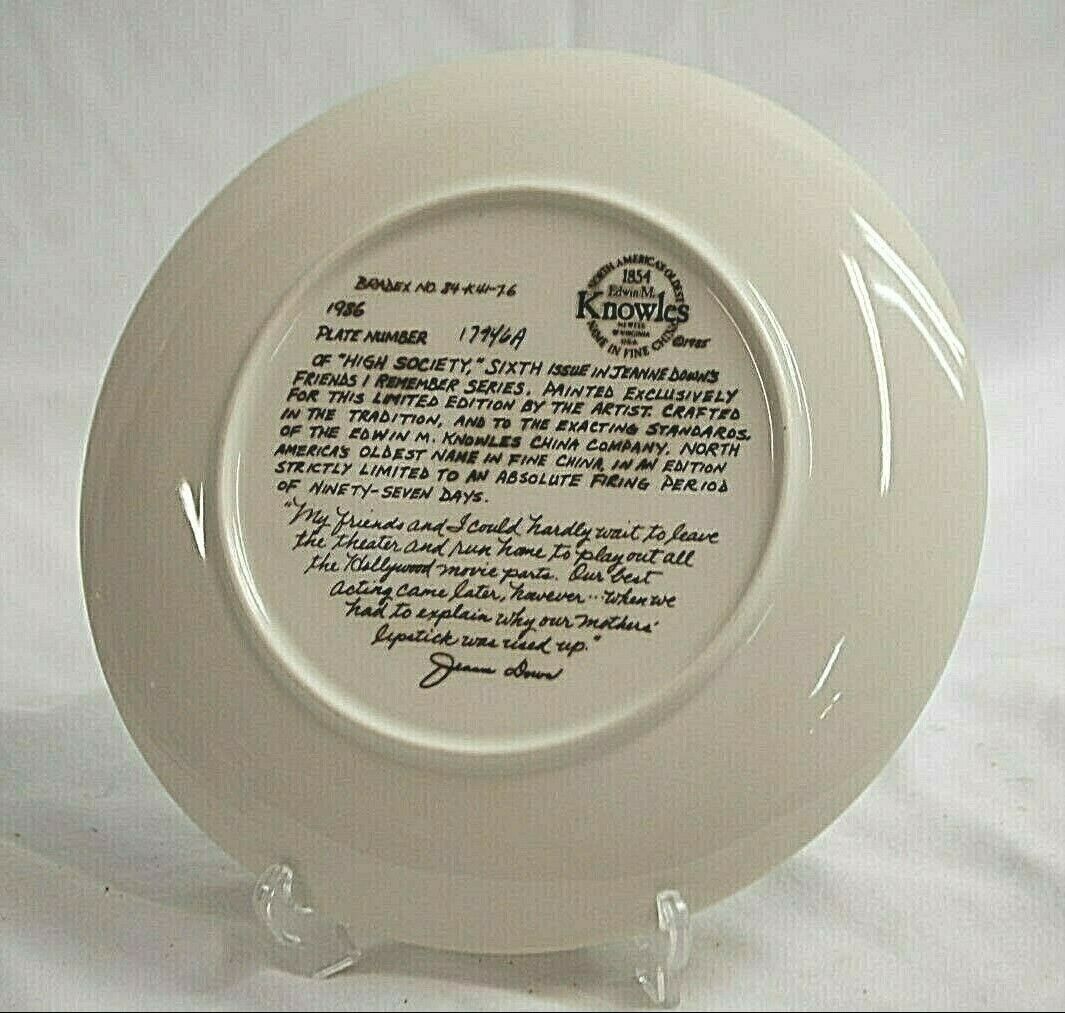 BRADEX NO. 84-K41-7.6
1986
PLATE NUMBER 17946A
NORTH AMERICA'S OLDEST
1854
Edwin M.
Knowles
NEWELL
W VIRGINIA
USA
NAME IN FINE CHINA
©1985
OF "HIGH SOCIETY," SIXTH ISSUE IN JEANNE DOWN'S
FRIENDS I REMEMBER SERIES. PAINTED EXCLUSIVELY
FOR THIS LIMITED EDITION BY THE ARTIST. CRAFTED
IN THE TRADITION, AND TO THE EXACTING STANDARDS,
OF THE EDWIN M. KNOWLES CHINA COMPANY, NORTH
AMERICA'S OLDEST NAME IN FINE CHINA, IN AN EDITION
STRICTLY LIMITED TO AN ABSOLUTE FIRING PERIOD
OF NINETY-SEVEN DAYS.
"My friends and I could hardly wait to leave
the theater and run home to play out all
the Hollywood movie parts. Our best
acting came later, however... when we
had to explain why our mothers'
lipstick was used up."
Jeanne Down